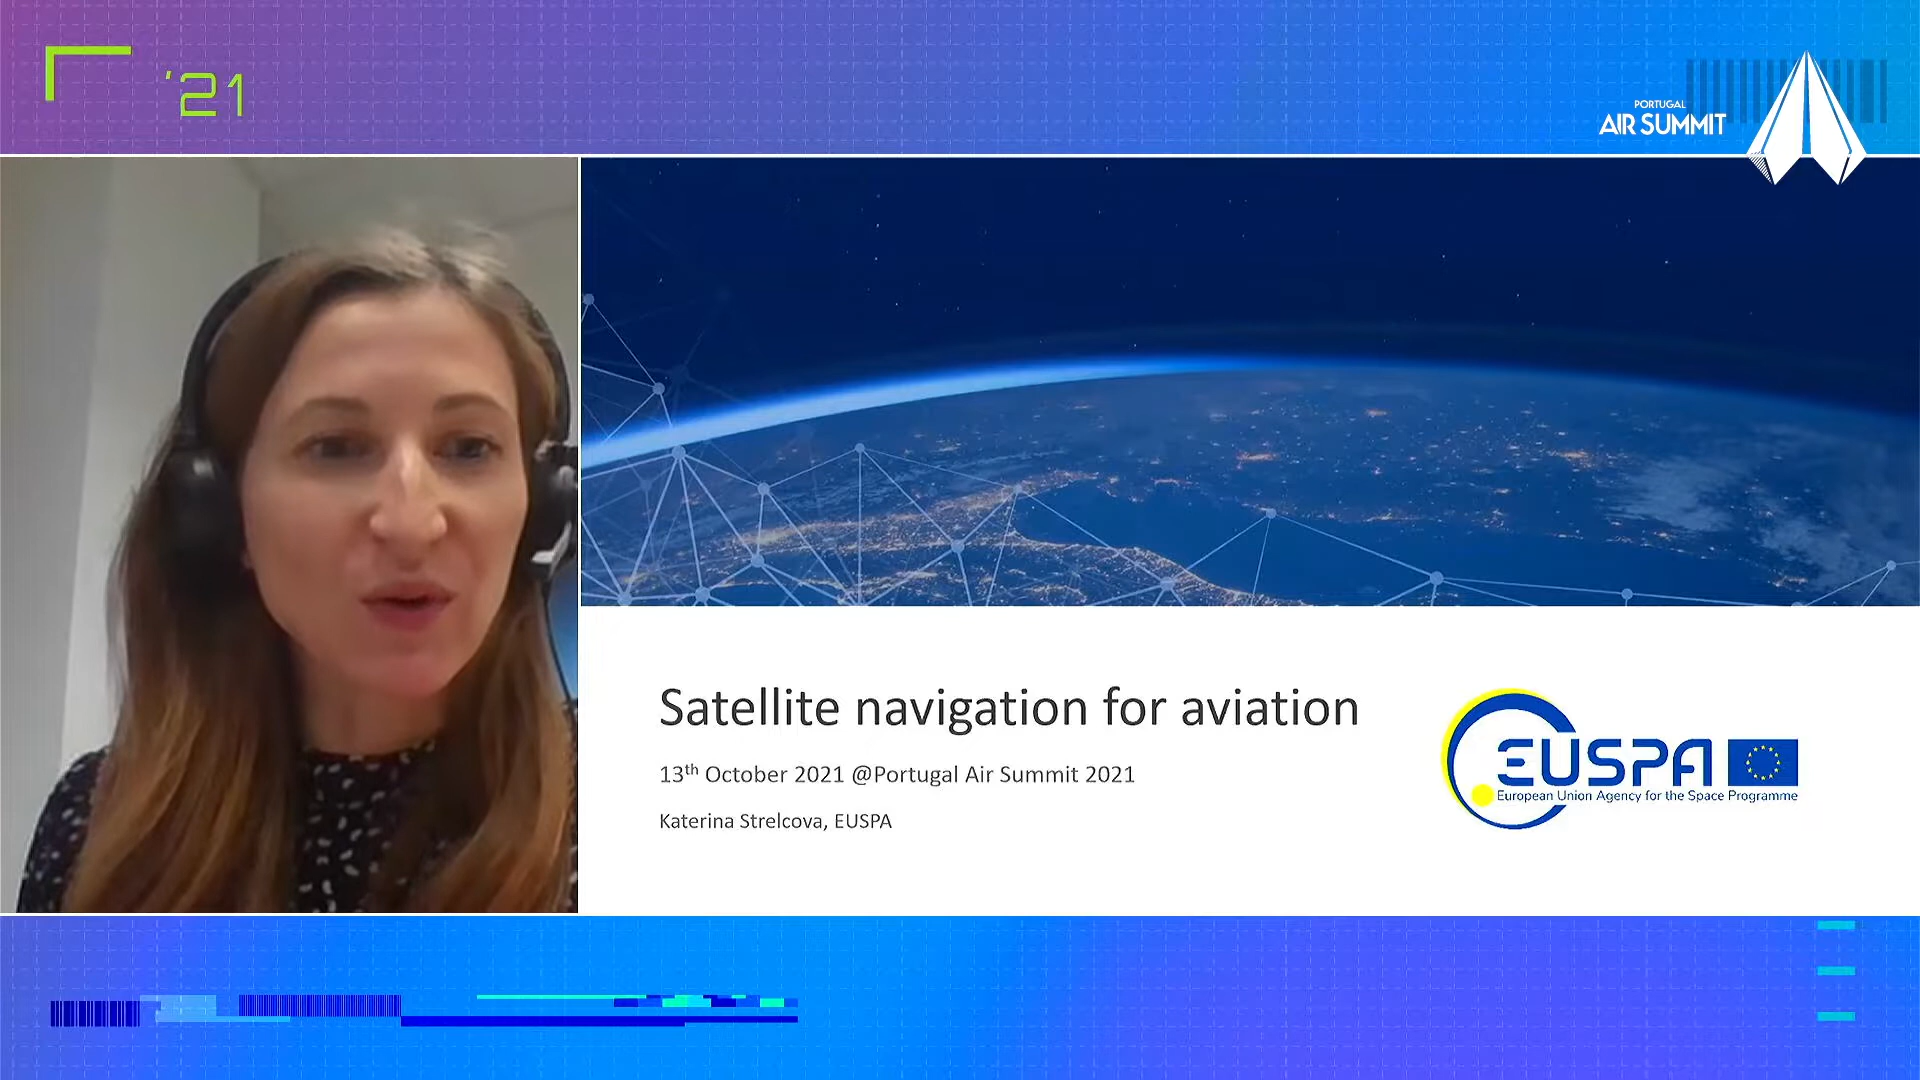 '21
PORTUGAL
AIR SUMMIT
Satellite navigation for aviation
13th October 2021 @Portugal Air Summit 2021
Katerina Strelcova, EUSPA
EUSPA
European Union Agency for the Space Programme